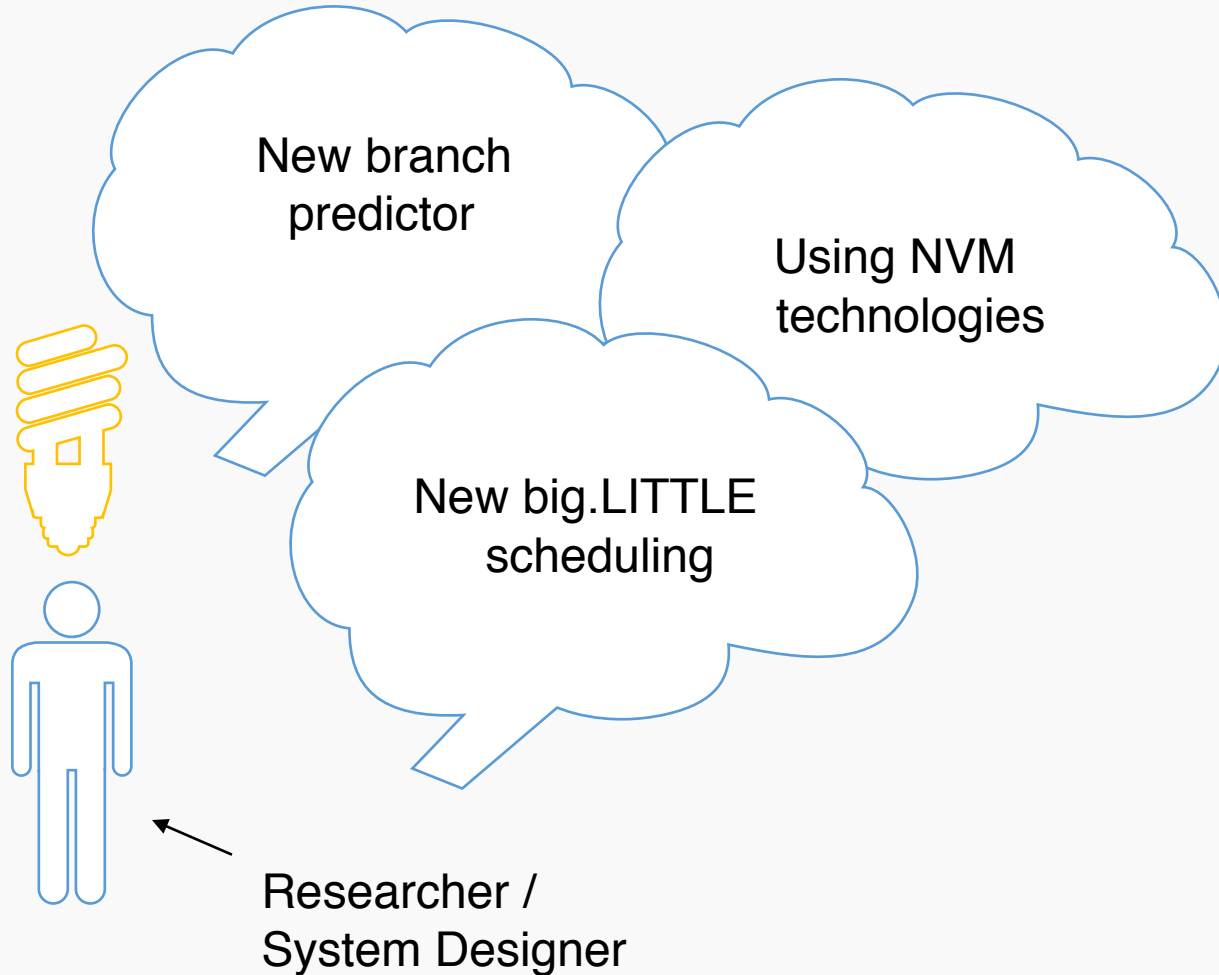 New branch
predictor
Using NVM
technologies
New big.LITTLE
scheduling
Researcher /
System Designer